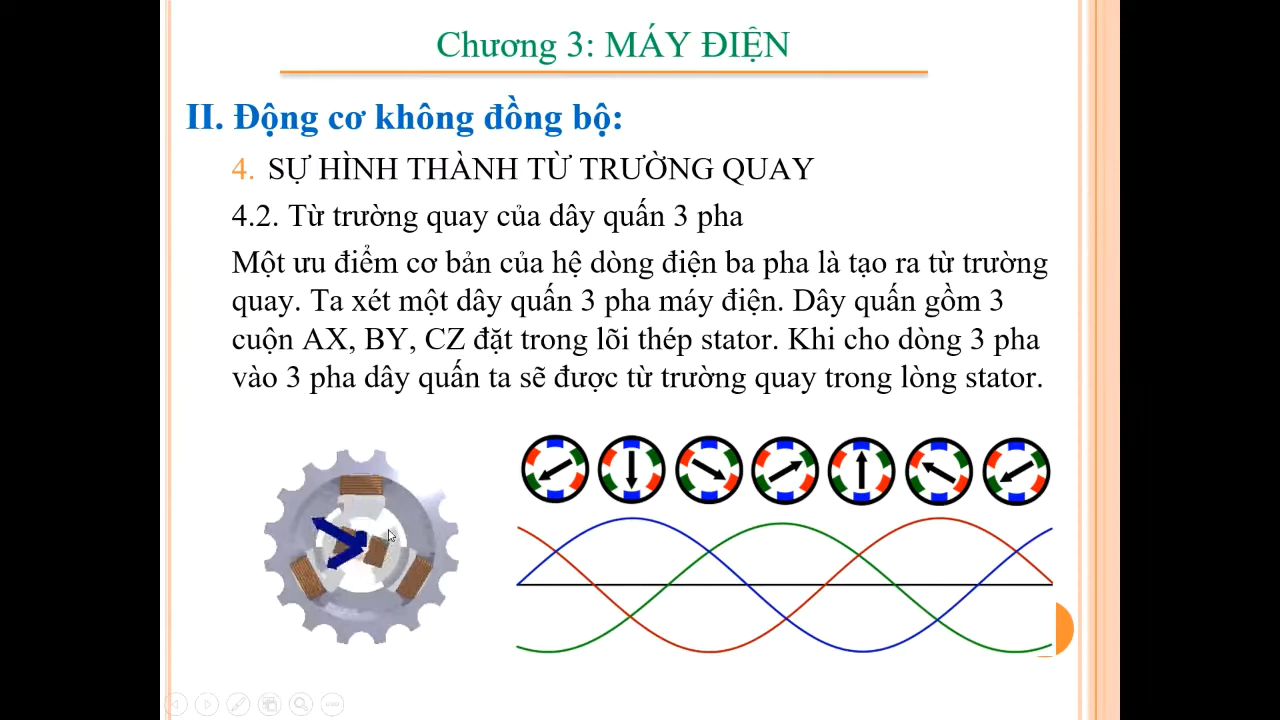 Chương 3: MÁY ĐIỆN
II. Động cơ không đồng bộ:
4. SỰ HÌNH THÀNH TỪ TRƯỜNG QUAY
4.2. Từ trường quay của dây quấn 3 pha
Một ưu điểm cơ bản của hệ dòng điện ba pha là tạo ra từ trường
quay. Ta xét một dây quấn 3 pha máy điện. Dây quấn gồm 3
cuộn AX, BY, CZ đặt trong lõi thép stator. Khi cho dòng 3 pha
vào 3 pha dây quấn ta sẽ được từ trường quay trong lòng stator.